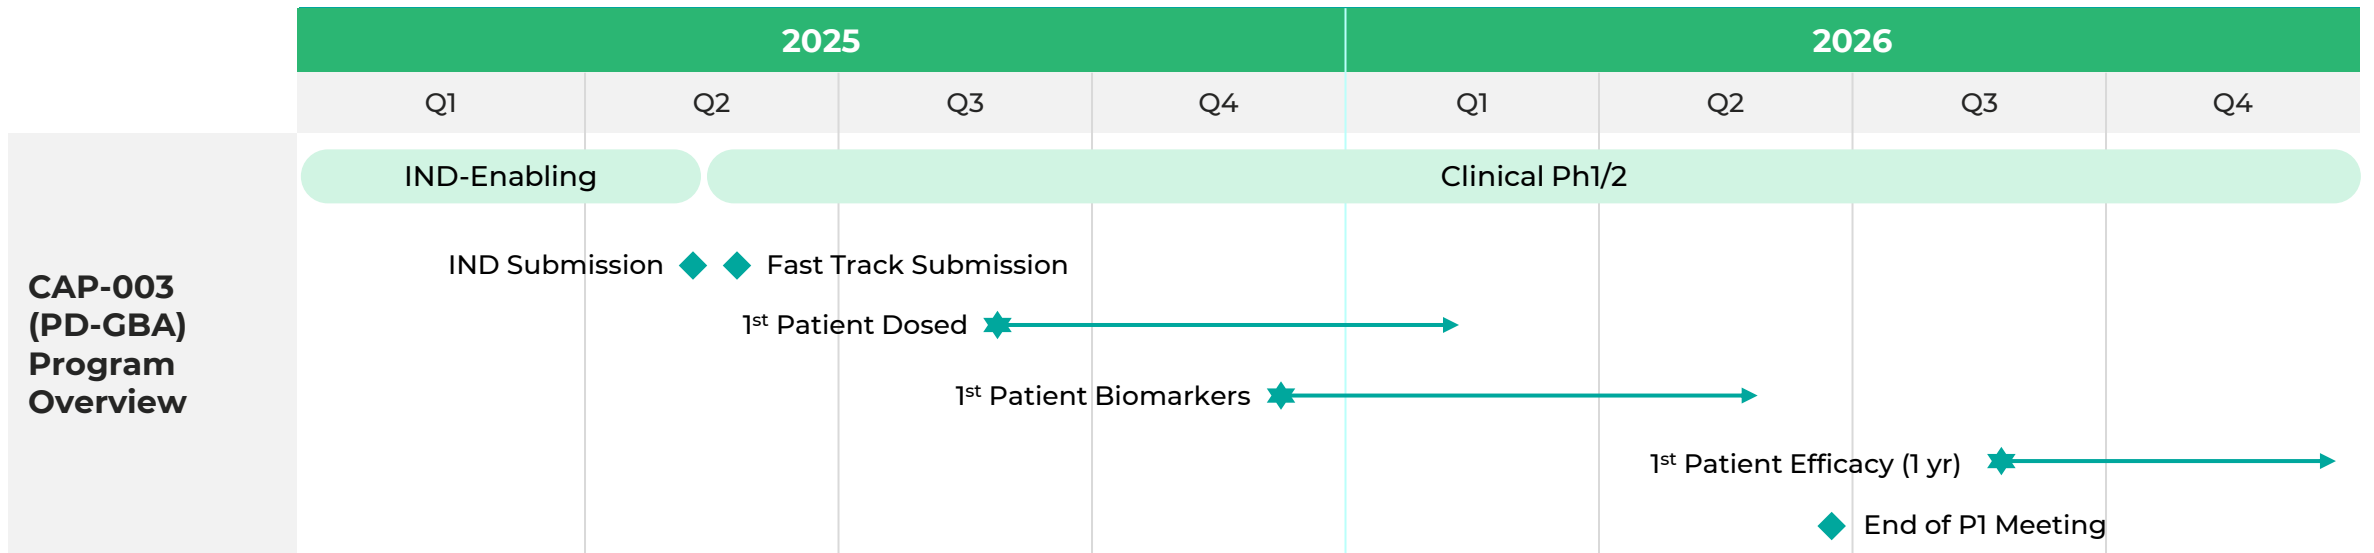 2025
2026
Q1
Q2
Q3
Q4
Q1
Q2
Q3
Q4
IND-Enabling
Clinical Ph1/2
CAP-003
(PD-GBA)
Program
Overview
IND Submission
Fast Track Submission
1st Patient Dosed
1st Patient Biomarkers
1st Patient Efficacy (1 yr)
End of P1 Meeting